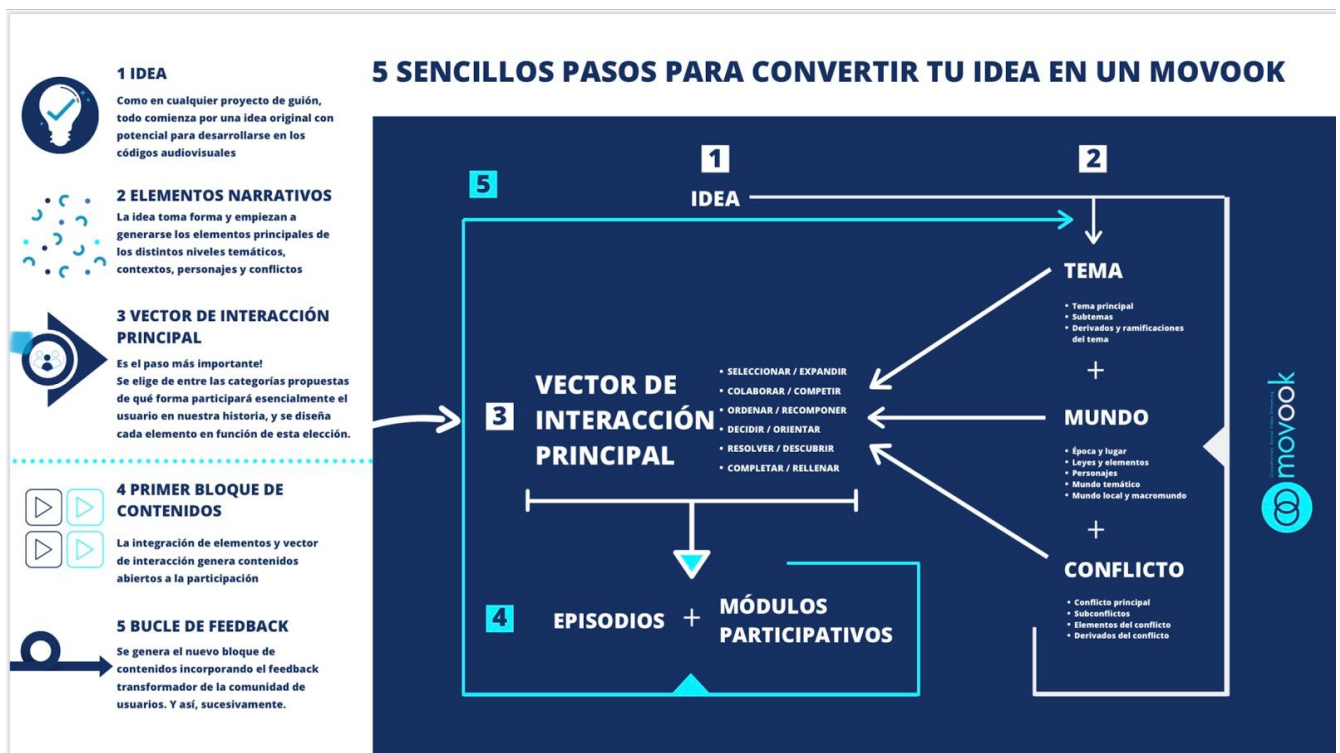 5 SENCILLOS PASOS PARA CONVERTIR TU IDEA EN UN MOVOOK
1 IDEA
Como en cualquier proyecto de guión,
todo comienza por una idea original con
potencial para desarrollarse en los
códigos audiovisuales
2 ELEMENTOS NARRATIVOS
La idea toma forma y empiezan a
generarse los elementos principales de
los distintos niveles temáticos,
contextos, personajes y conflictos
3 VECTOR DE INTERACCIÓN
PRINCIPAL
Es el paso más importante!
Se elige de entre las categorías propuestas
de qué forma participará esencialmente el
usuario en nuestra historia, y se diseña
cada elemento en función de esta elección.
4 PRIMER BLOQUE DE
CONTENIDOS
La integración de elementos y vector
de interacción genera contenidos
abiertos a la participación
5 BUCLE DE FEEDBACK
Se genera el nuevo bloque de
contenidos incorporando el feedback
transformador de la comunidad de
usuarios. Y así, sucesivamente.
1
IDEA
2
TEMA
• Tema principal
• Subtemas
• Derivados y ramificaciones
del tema
+
MUNDO
• Época y lugar
• Leyes y elementos
• Personajes
• Mundo temático
• Mundo local y macromundo
+
CONFLICTO
• Conflicto principal
• Subconflictos
• Elementos del conflicto
• Derivados del conflicto
3
VECTOR DE
INTERACCIÓN
PRINCIPAL
• SELECCIONAR / EXPANDIR
• COLABORAR / COMPETIR
• ORDENAR / RECOMPONER
• DECIDIR / ORIENTAR
• RESOLVER / DESCUBRIR
• COMPLETAR / RELLENAR
4
EPISODIOS + MÓDULOS
PARTICIPATIVOS
5
movook